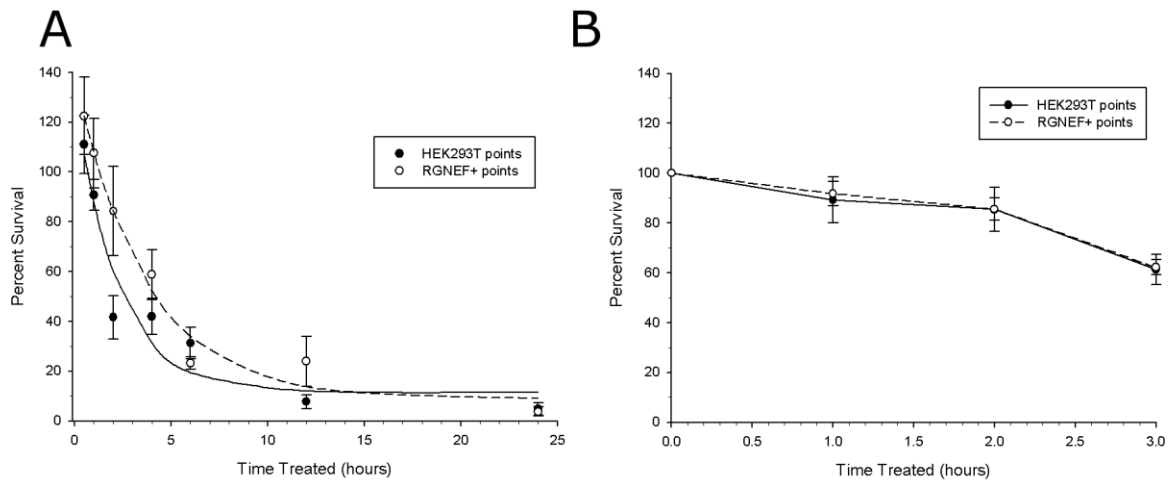 A
140
120
100
80
60
40
20
0
Percent Survival
HEK293T points
RGNEF+ points
0 5 10 15 20 25
Time Treated (hours)
B
140
120
100
80
60
40
20
0
Percent Survival
HEK293T points
RGNEF+ points
0.0 0.5 1.0 1.5 2.0 2.5 3.0
Time Treated (hours)